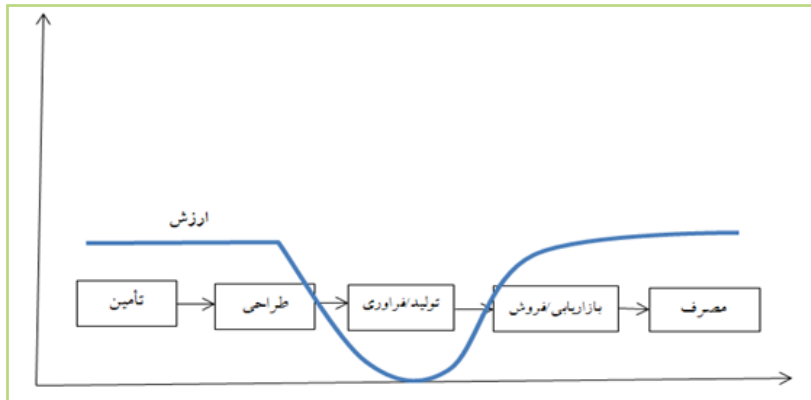 ارزش
تأمین
طراحی
تولید/فراوری
بازاریابی/فروش
مصرف